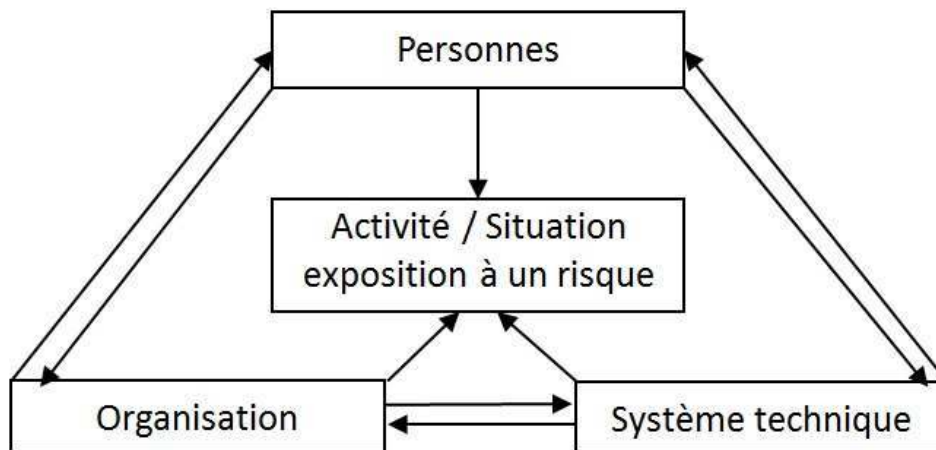 Personnes
Activité / Situation
exposition à un risque
Organisation
Système technique